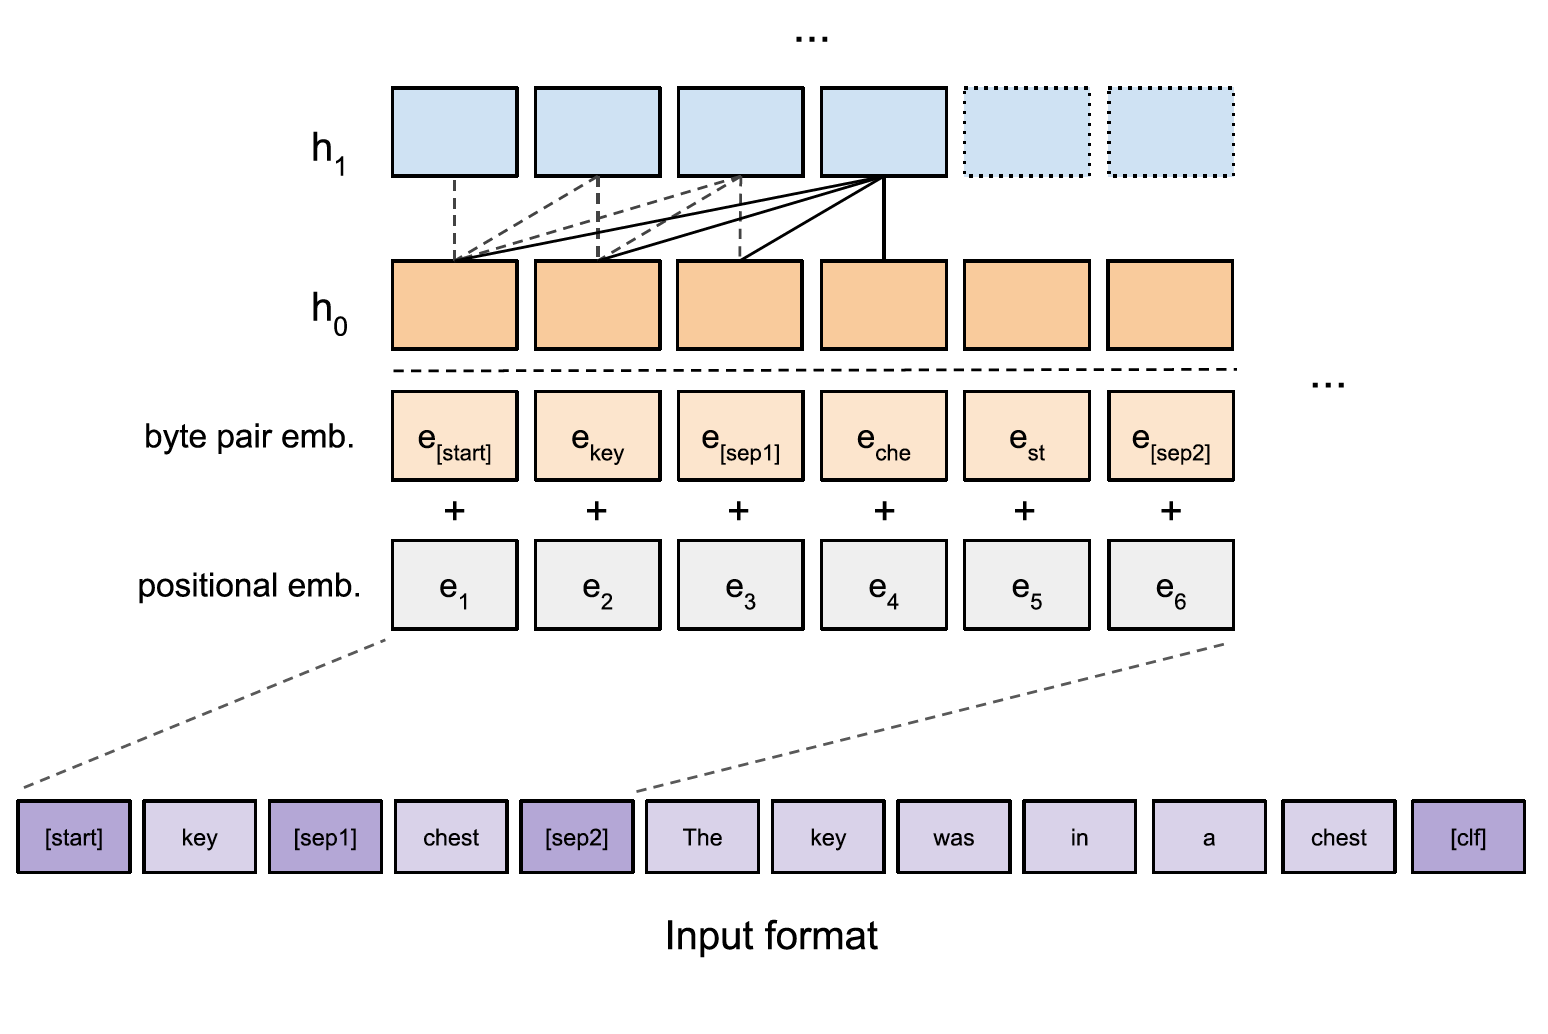 ...
h1
h0
...
byte pair emb. e[start] ekey e[sep1] eche est e[sep2]
+ + + + + +
positional emb. e1 e2 e3 e4 e5 e6
[start] key [sep1] chest [sep2] The key was in a chest [clf]
Input format